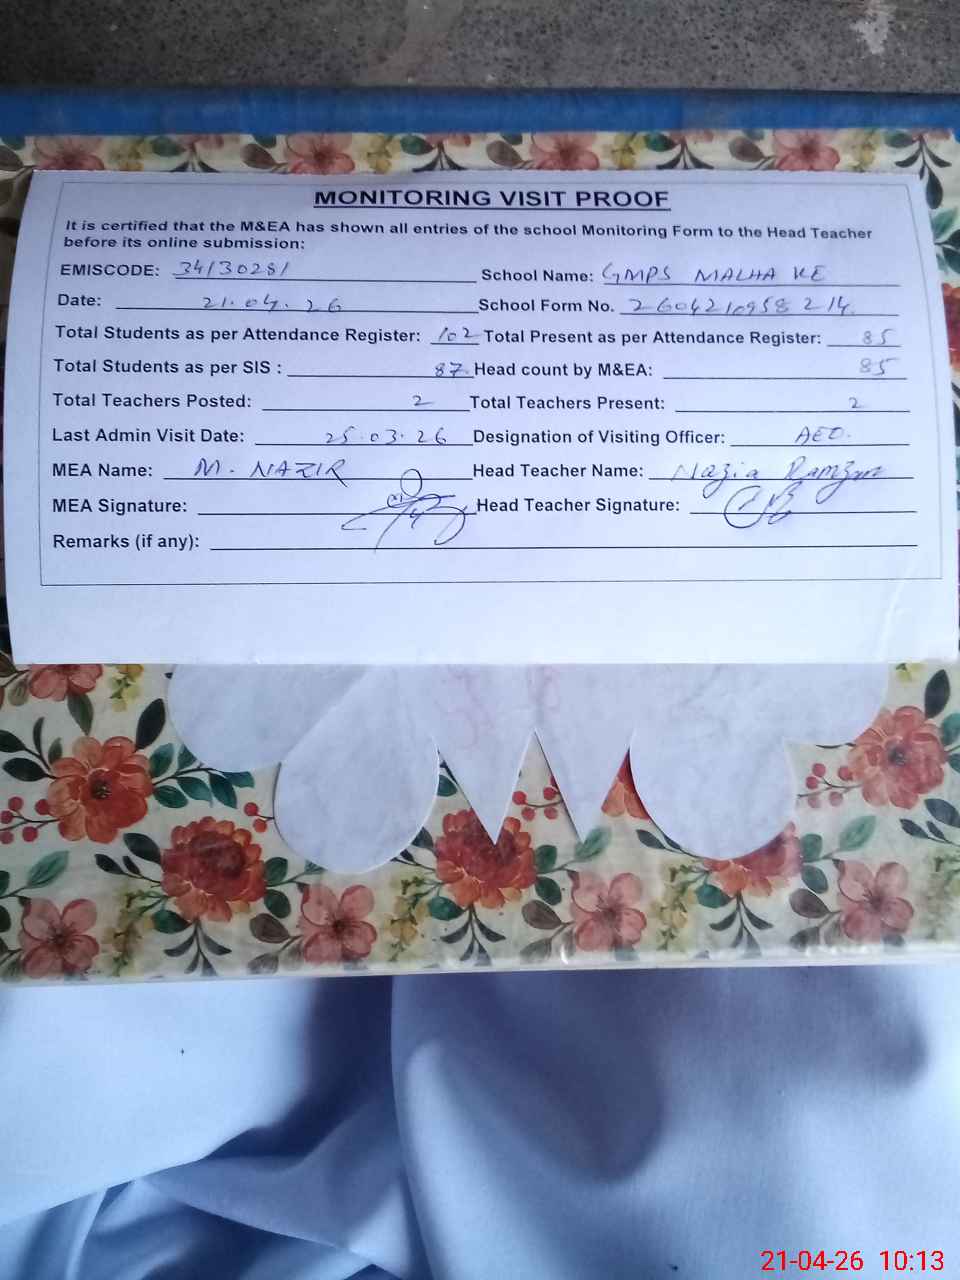 MONITORING VISIT PROOF
It is certified that the M&EA has shown all entries of the school Monitoring Form to the Head Teacher
before its online submission:
EMISCODE: 34130281 School Name: GMPS MALHA KE
Date: 21.04.26 School Form No. 2604210958214
Total Students as per Attendance Register: 102 Total Present as per Attendance Register: 85
Total Students as per SIS : 87 Head count by M&EA: 85
Total Teachers Posted: 2 Total Teachers Present: 2
Last Admin Visit Date: 25.03.26 Designation of Visiting Officer: AEO.
MEA Name: M. NAZIR Head Teacher Name: Nazia Ramzan
MEA Signature: Head Teacher Signature:
Remarks (if any):
21-04-26 10:13